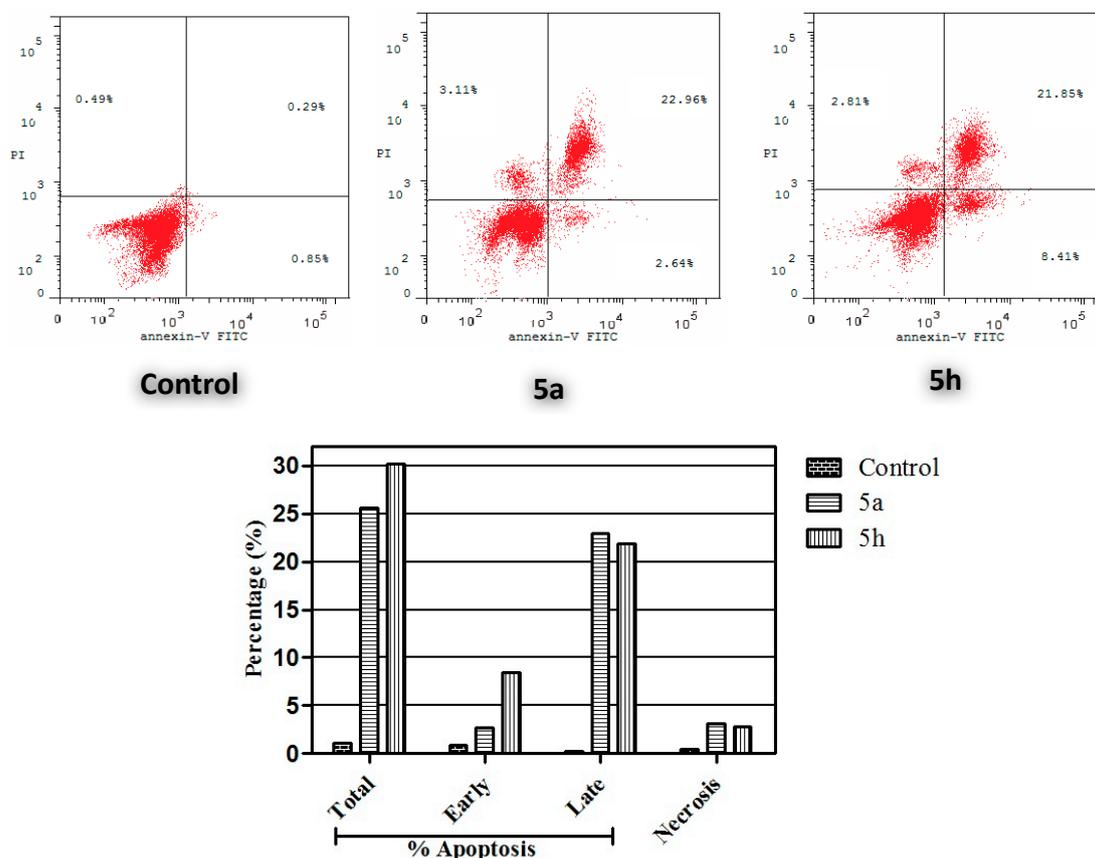 10^5
0.49%
0.29%
10^4
PI
10^3
0.85%
10^2
0
0 10^2 10^3 10^4 10^5
annexin-V FITC
Control
10^5
3.11%
22.96%
10^4
PI
10^3
2.64%
10^2
0
0 10^2 10^3 10^4 10^5
annexin-V FITC
5a
10^5
2.81%
21.85%
10^4
PI
10^3
8.41%
10^2
0
0 10^2 10^3 10^4 10^5
annexin-V FITC
5h
Percentage (%)
30
25
20
15
10
5
0
Total
Early
Late
Necrosis
% Apoptosis
Control
5a
5h